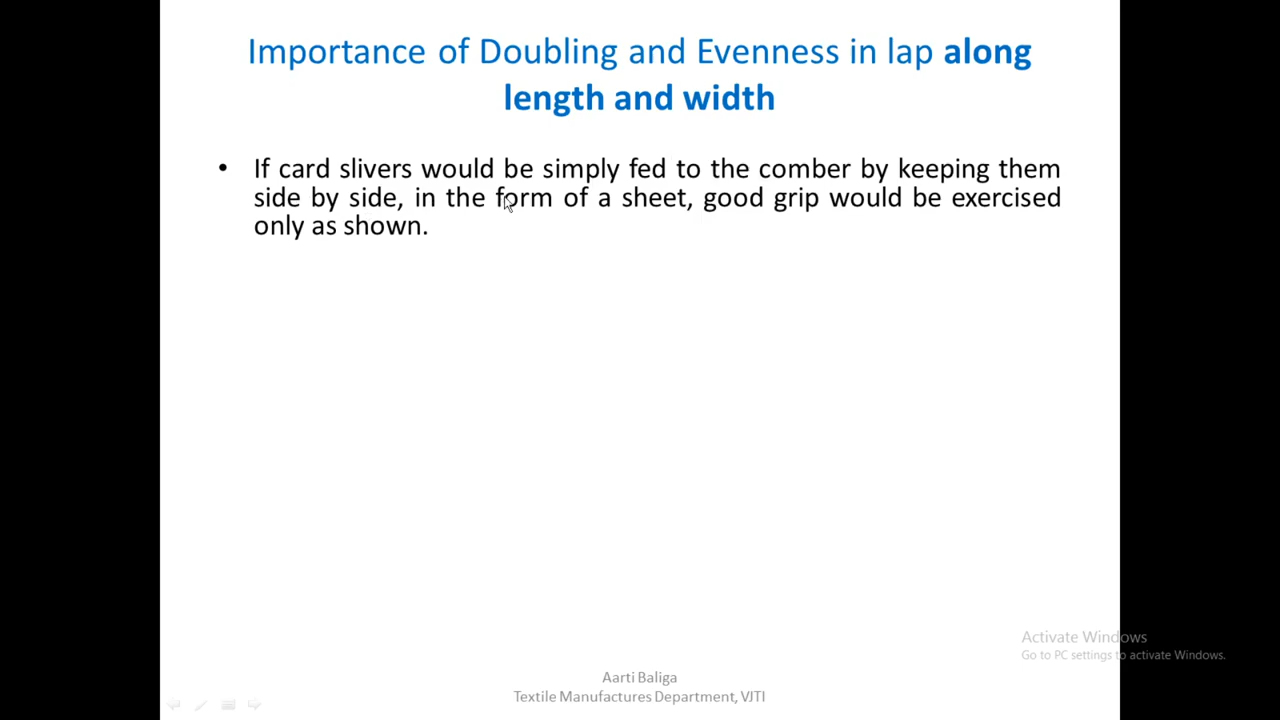 Importance of Doubling and Evenness in lap along
length and width
• If card slivers would be simply fed to the comber by keeping them
side by side, in the form of a sheet, good grip would be exercised
only as shown.
Activate Windows
Go to PC settings to activate Windows.
Aarti Baliga
Textile Manufactures Department, VJTI